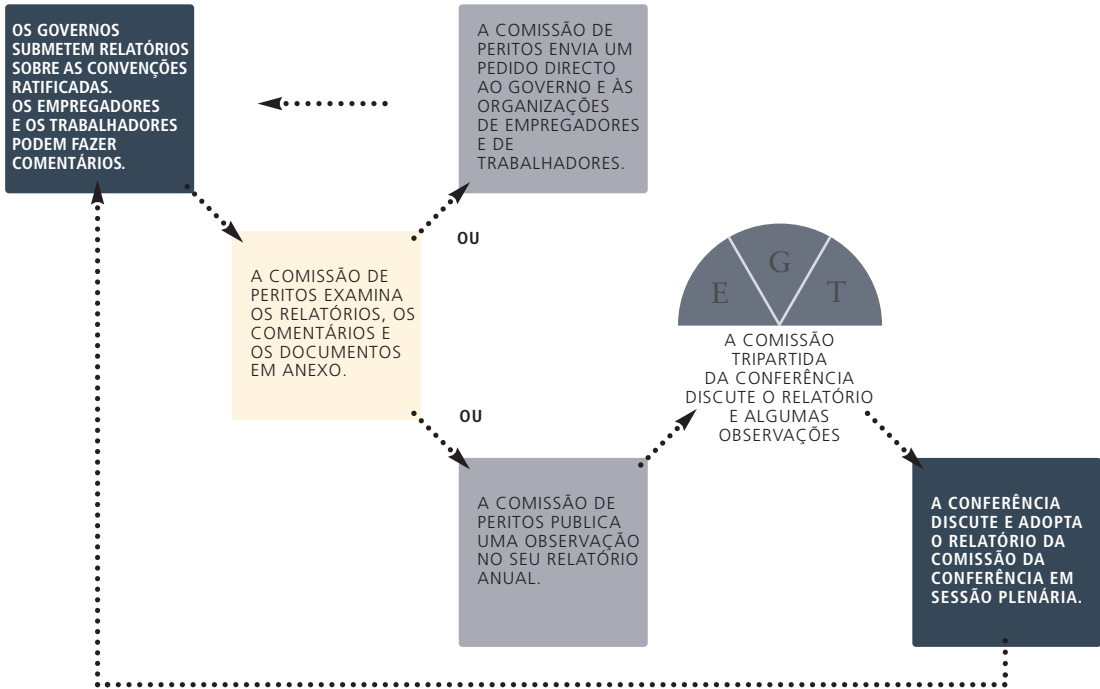 OS GOVERNOS
SUBMETEM RELATÓRIOS
SOBRE AS CONVENÇÕES
RATIFICADAS.
OS EMPREGADORES
E OS TRABALHADORES
PODEM FAZER
COMENTÁRIOS.
A COMISSÃO DE
PERITOS ENVIA UM
PEDIDO DIRECTO
AO GOVERNO E ÀS
ORGANIZAÇÕES
DE EMPREGADORES
E DE
TRABALHADORES.
OU
A COMISSÃO DE
PERITOS EXAMINA
OS RELATÓRIOS, OS
COMENTÁRIOS E
OS DOCUMENTOS
EM ANEXO.
OU
A COMISSÃO DE
PERITOS PUBLICA
UMA OBSERVAÇÃO
NO SEU RELATÓRIO
ANUAL.
E G T
A COMISSÃO
TRIPARTIDA
DA CONFERÊNCIA
DISCUTE O RELATÓRIO
E ALGUMAS
OBSERVAÇÕES
A CONFERÊNCIA
DISCUTE E ADOPTA
O RELATÓRIO DA
COMISSÃO DA
CONFERÊNCIA EM
SESSÃO PLENÁRIA.